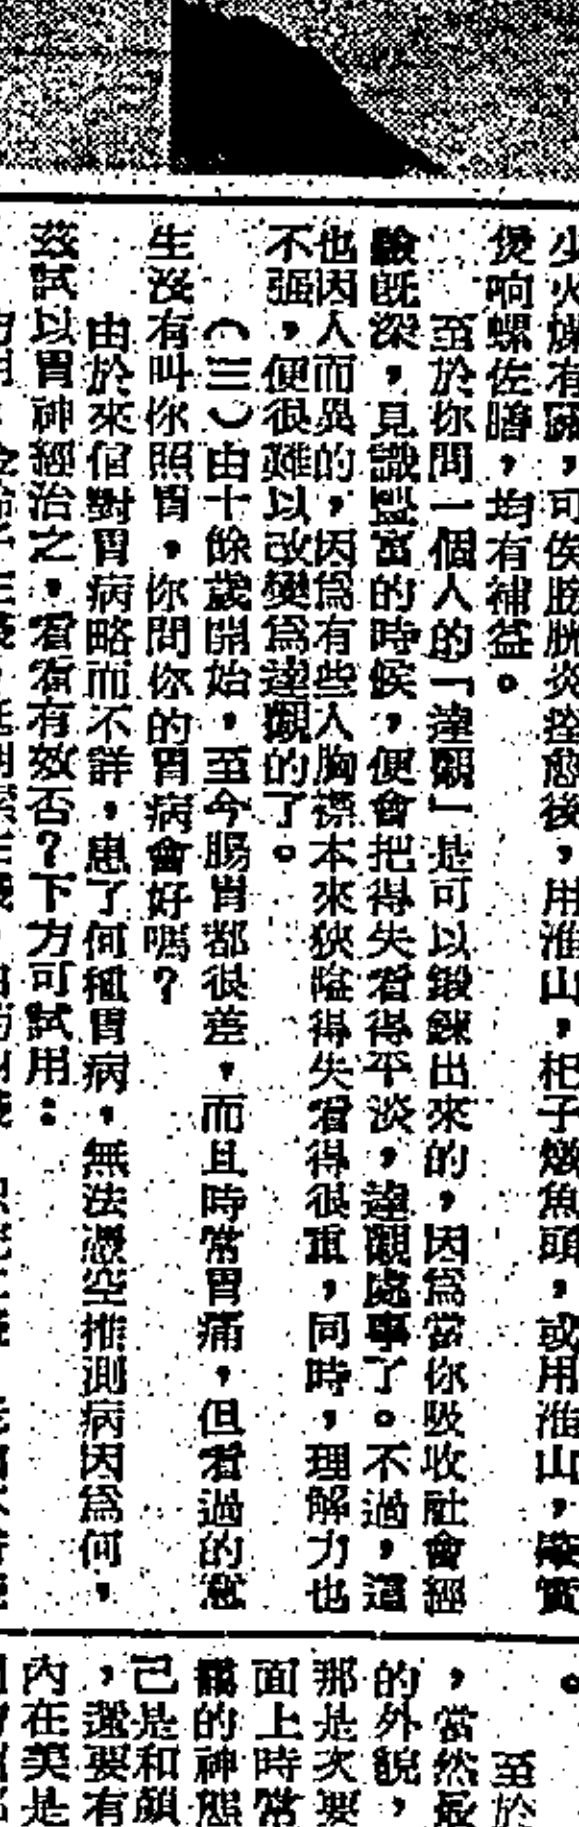 少火嫌有礙，可俟膀胱炎痊愈後，用淮山，杞子燉魚頭，或用淮山，實
煲响螺佐膳，均有補益。
至於你問一個人的「達觀」是可以鍛鍊出來的，因爲當你吸收社會經
驗既深，見識豐富的時候，便會把得失看得平淡，達觀處事了。不過，這
也因人而異的，因爲有些人胸襟本來狹隘得失看得很重，同時，理解力也
不强，便很難以改變爲達觀的了。
（三）由十餘歲開始，至今腸胃都很差，而且時常胃痛，但看過的
生沒有叫你照胃，你問你的胃病會好嗎？
由於來信對胃病略而不詳，患了何種胃病，無法憑空推測病因爲何，
茲試以胃神經治之，看看有效否？下方可試用：
。
至於
，當然最
的外貌，
那是次要
面上時常
的神態
己是和顏
，還要有
內在美是